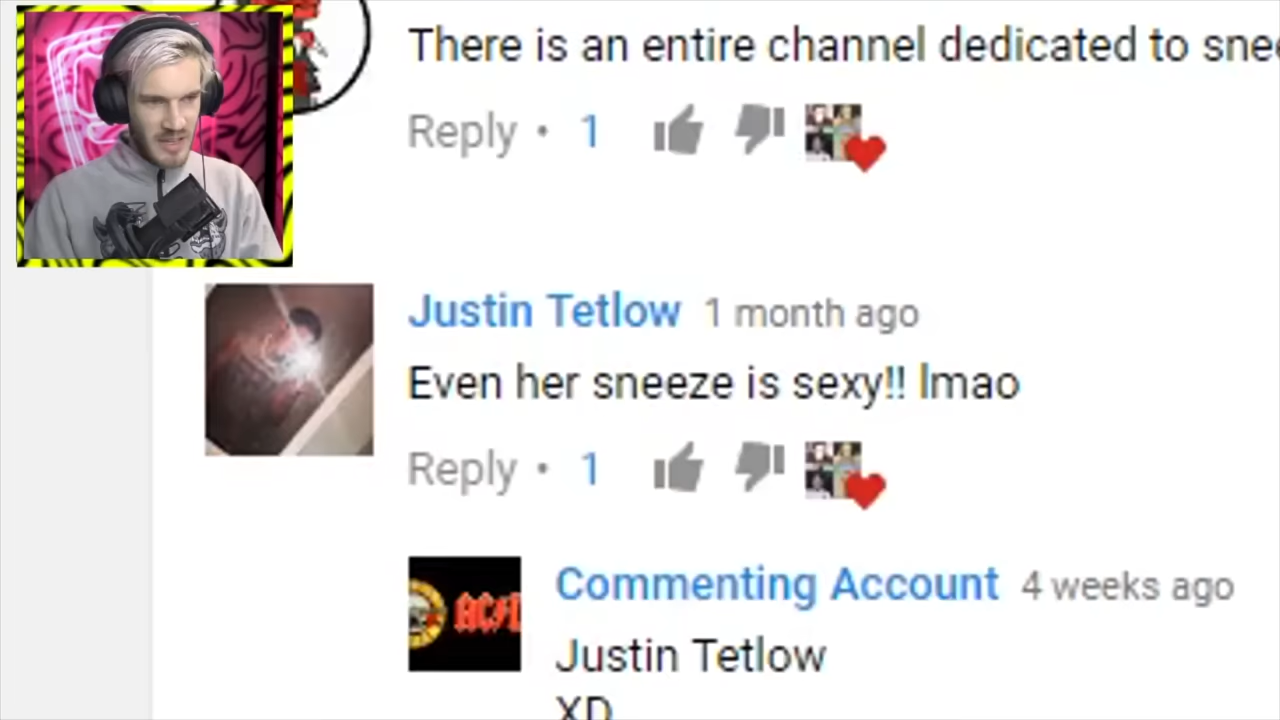 There is an entire channel dedicated to
Reply • 1
Justin Tetlow 1 month ago
Even her sneeze is sexy!! lmao
Reply • 1
Commenting Account 4 weeks ago
Justin Tetlow
XD